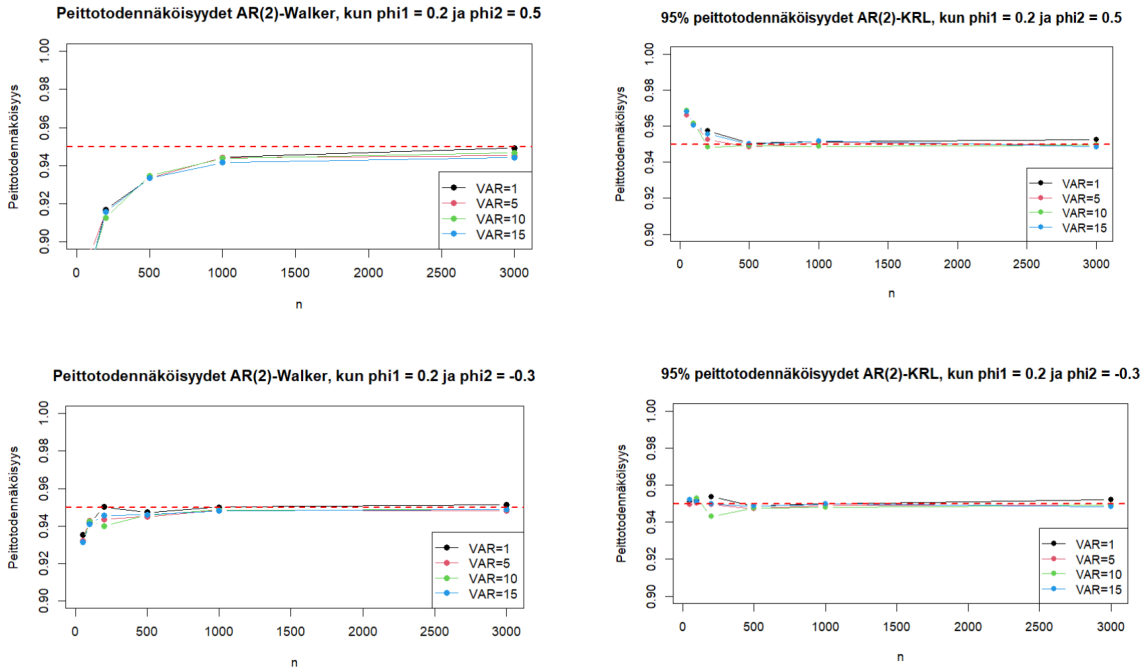 Peittotodennäköisyydet AR(2)-Walker, kun phi1 = 0.2 ja phi2 = 0.5
Peittotodennäköisyys
0.90 0.92 0.94 0.96 0.98 1.00
VAR=1
VAR=5
VAR=10
VAR=15
0 500 1000 1500 2000 2500 3000
n
95% peittotodennäköisyydet AR(2)-KRL, kun phi1 = 0.2 ja phi2 = 0.5
Peittotodennäköisyys
0.90 0.92 0.94 0.96 0.98 1.00
VAR=1
VAR=5
VAR=10
VAR=15
0 500 1000 1500 2000 2500 3000
n
Peittotodennäköisyydet AR(2)-Walker, kun phi1 = 0.2 ja phi2 = -0.3
Peittotodennäköisyys
0.90 0.92 0.94 0.96 0.98 1.00
VAR=1
VAR=5
VAR=10
VAR=15
0 500 1000 1500 2000 2500 3000
n
95% peittotodennäköisyydet AR(2)-KRL, kun phi1 = 0.2 ja phi2 = -0.3
Peittotodennäköisyys
0.90 0.92 0.94 0.96 0.98 1.00
VAR=1
VAR=5
VAR=10
VAR=15
0 500 1000 1500 2000 2500 3000
n